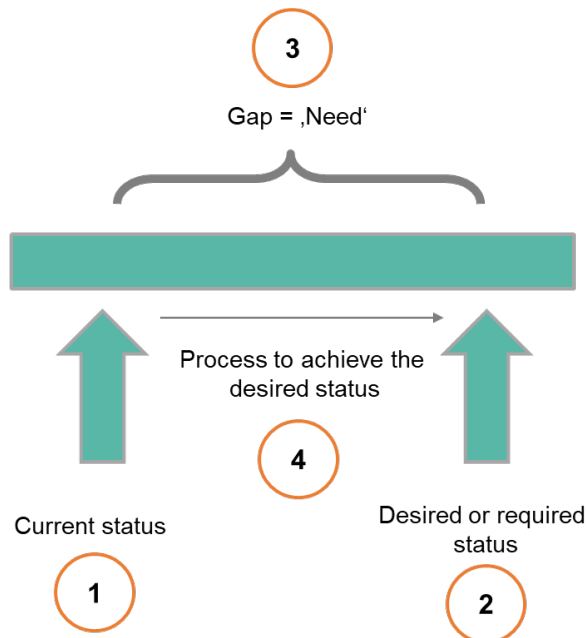 3
Gap = ‚Need‘
Process to achieve the
desired status
4
Current status
1
Desired or required
status
2